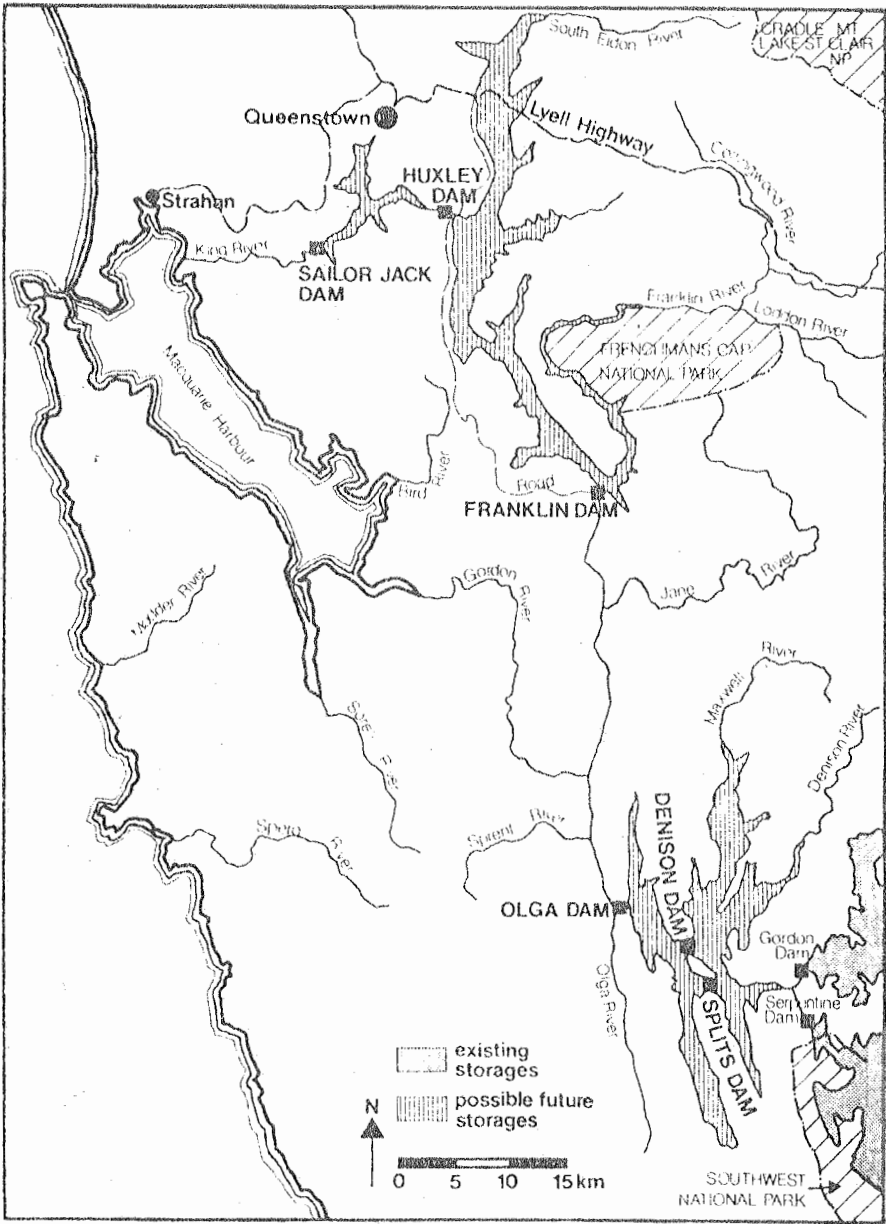 South Eldon River
CRADLE MT
LAKE ST CLAIR
NP
Queenstown
Lyell Highway
Collingwood River
HUXLEY
DAM
Strahan
King River
SAILOR JACK
DAM
Franklin River
Loddon River
FRENCHMANS CAP
NATIONAL PARK
Macquarie Harbour
Bird River
Road
FRANKLIN DAM
Gordon River
Jane River
River
Maxwell River
Denison River
Spero River
Sprent River
DENISON DAM
OLGA DAM
Gordon
Dam
Olga River
Serpentine
Dam
SPLITS DAM
existing
storages
possible future
storages
N
0 5 10 15 km
SOUTHWEST
NATIONAL PARK